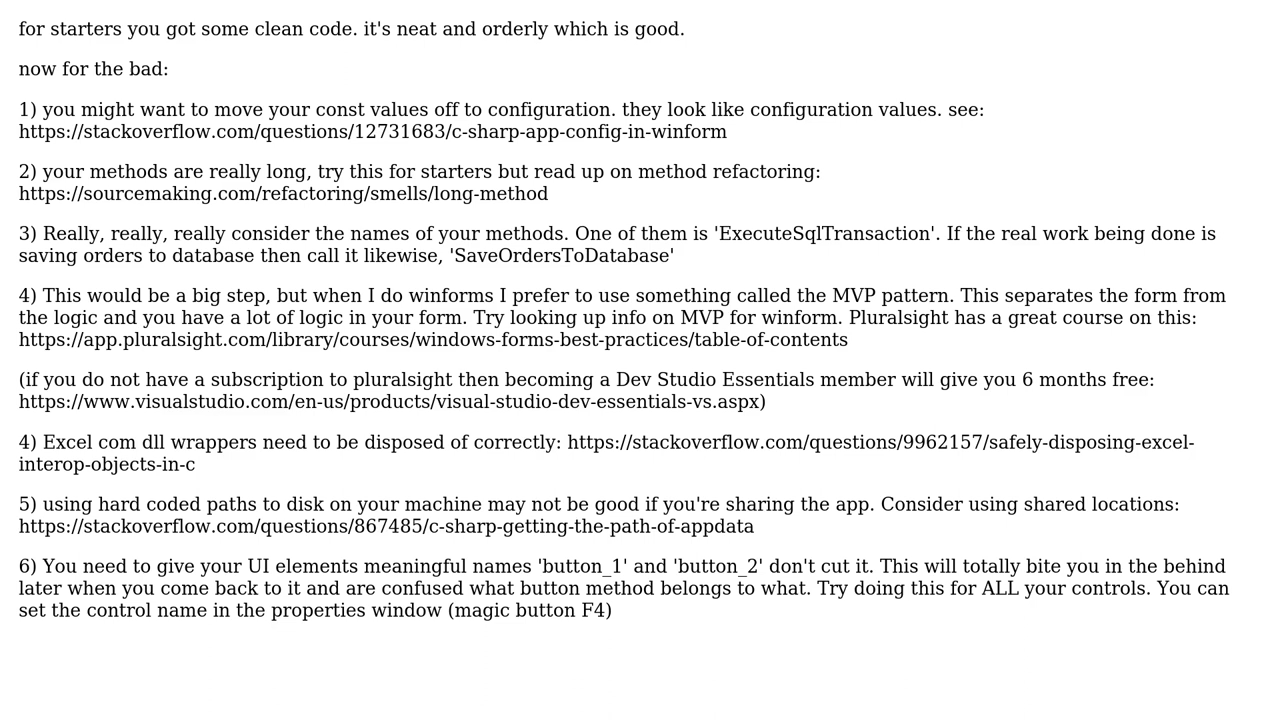 for starters you got some clean code. it's neat and orderly which is good.
now for the bad:
1) you might want to move your const values off to configuration. they look like configuration values. see:
https://stackoverflow.com/questions/12731683/c-sharp-app-config-in-winform
2) your methods are really long, try this for starters but read up on method refactoring:
https://sourcemaking.com/refactoring/smells/long-method
3) Really, really, really consider the names of your methods. One of them is 'ExecuteSqlTransaction'. If the real work being done is
saving orders to database then call it likewise, 'SaveOrdersToDatabase'
4) This would be a big step, but when I do winforms I prefer to use something called the MVP pattern. This separates the form from
the logic and you have a lot of logic in your form. Try looking up info on MVP for winform. Pluralsight has a great course on this:
https://app.pluralsight.com/library/courses/windows-forms-best-practices/table-of-contents
(if you do not have a subscription to pluralsight then becoming a Dev Studio Essentials member will give you 6 months free:
https://www.visualstudio.com/en-us/products/visual-studio-dev-essentials-vs.aspx)
4) Excel com dll wrappers need to be disposed of correctly: https://stackoverflow.com/questions/9962157/safely-disposing-excel-
interop-objects-in-c
5) using hard coded paths to disk on your machine may not be good if you're sharing the app. Consider using shared locations:
https://stackoverflow.com/questions/867485/c-sharp-getting-the-path-of-appdata
6) You need to give your UI elements meaningful names 'button_1' and 'button_2' don't cut it. This will totally bite you in the behind
later when you come back to it and are confused what button method belongs to what. Try doing this for ALL your controls. You can
set the control name in the properties window (magic button F4)